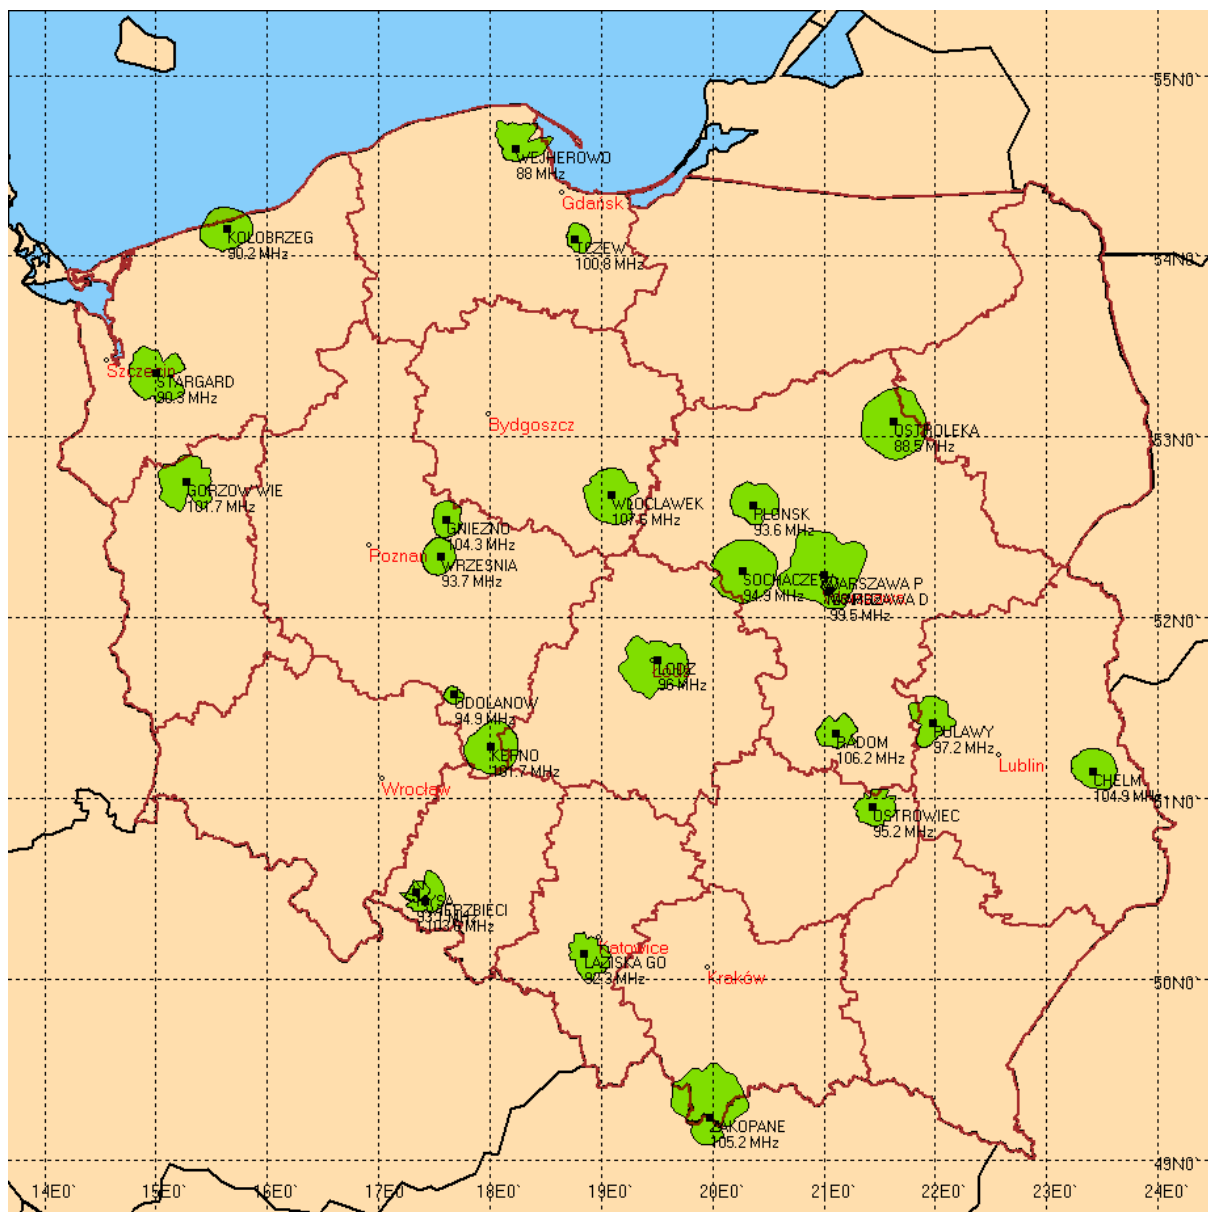 55N0`
WEJHEROWO
88 MHz
Gdańsk
KOLOBRZEG
90.2 MHz
TCZEW
100.8 MHz
54N0`
Szczecin
STARGARD
90.3 MHz
Bydgoszcz
OSTROLEKA
88.5 MHz
53N0`
GORZOW WIE
101.7 MHz
WLOCLAWEK
107.5 MHz
PLONSK
93.6 MHz
GNIEZNO
104.3 MHz
Poznan
WRZESNIA
93.7 MHz
SOCHACZEW
94.9 MHz
WARSZAWA P
WARSZAWA D
99.5 MHz
52N0`
LODZ
96 MHz
ODOLANOW
94.9 MHz
KEPNO
101.7 MHz
RADOM
106.2 MHz
PULAWY
97.2 MHz
Lublin
CHELM
104.9 MHz
Wrocław
51N0`
OSTROWIEC
95.2 MHz
NYSA
93.1 MHz
Katowice
LAZISKA GO
92.3 MHz
Kraków
50N0`
ZAKOPANE
105.2 MHz
49N0`
14E0` 15E0` 16E0` 17E0` 18E0` 19E0` 20E0` 21E0` 22E0` 23E0` 24E0`